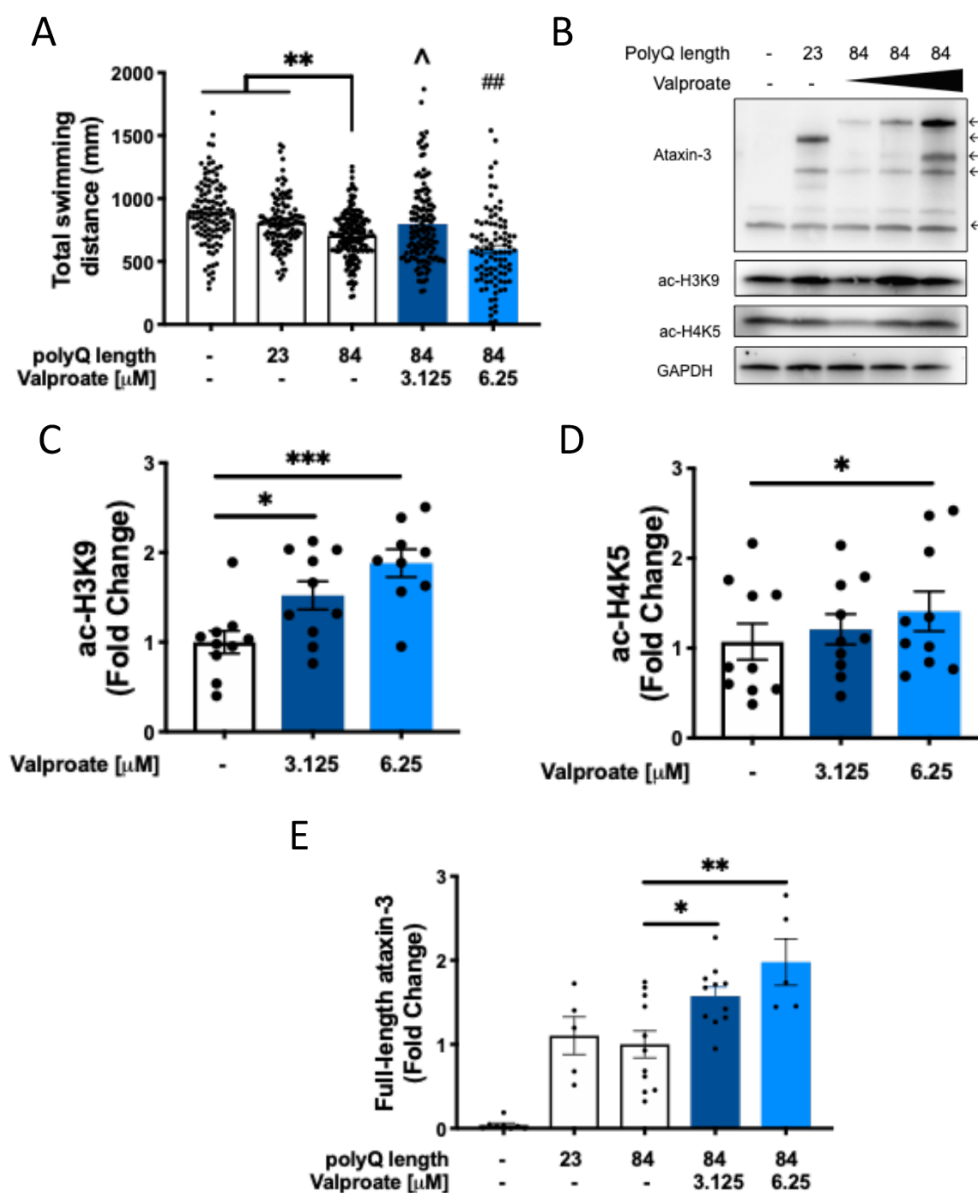 A
**
^
##
2000
1500
1000
500
0
Total swimming
distance (mm)
polyQ length - 23 84 84 84
Valproate [μM] - - - 3.125 6.25
B
PolyQ length - 23 84 84 84
Valproate - -
Ataxin-3
←
←
←
←
←
ac-H3K9
ac-H4K5
GAPDH
C
***
*
3
2
1
0
ac-H3K9
(Fold Change)
Valproate [μM] - 3.125 6.25
D
*
3
2
1
0
ac-H4K5
(Fold Change)
Valproate [μM] - 3.125 6.25
E
**
*
3
2
1
0
Full-length ataxin-3
(Fold Change)
polyQ length - 23 84 84 84
Valproate [μM] - - - 3.125 6.25